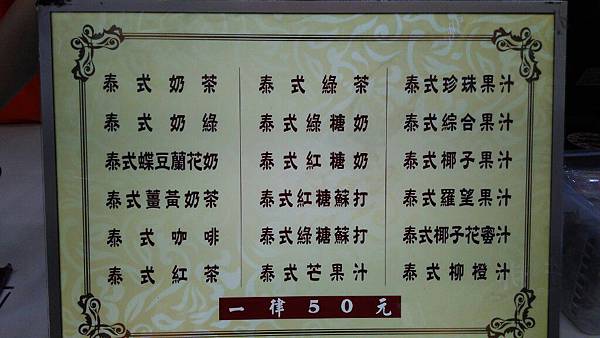 泰式奶茶
泰式奶綠
泰式蝶豆蘭花奶
泰式薑黃奶茶
泰式咖啡
泰式紅茶
泰式綠茶
泰式綠糖奶
泰式紅糖奶
泰式紅糖蘇打
泰式綠糖蘇打
泰式芒果汁
泰式珍珠果汁
泰式綜合果汁
泰式椰子果汁
泰式羅望果汁
泰式椰子花蜜汁
泰式柳橙汁
一律50元